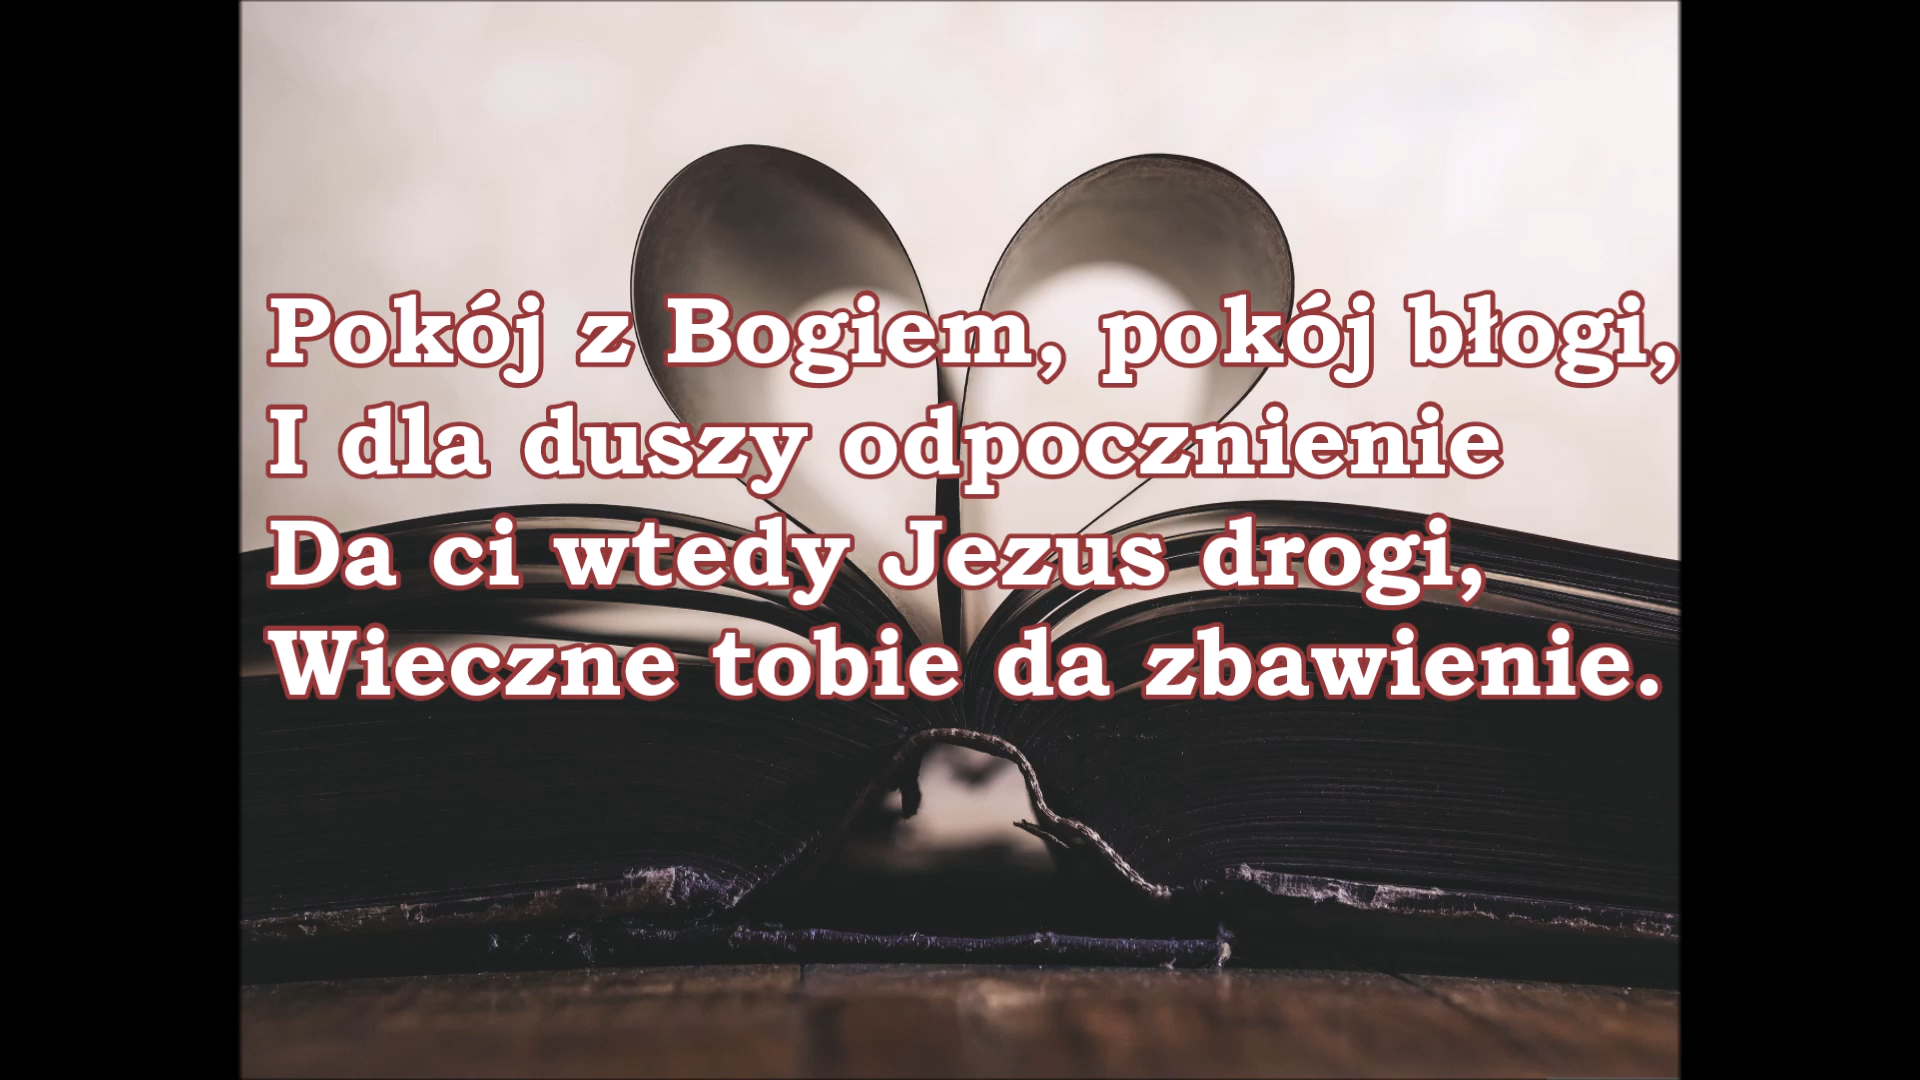 Pokój z Bogiem, pokój błogi,
I dla duszy odpocznienie
Da ci wtedy Jezus drogi,
Wieczne tobie da zbawienie.